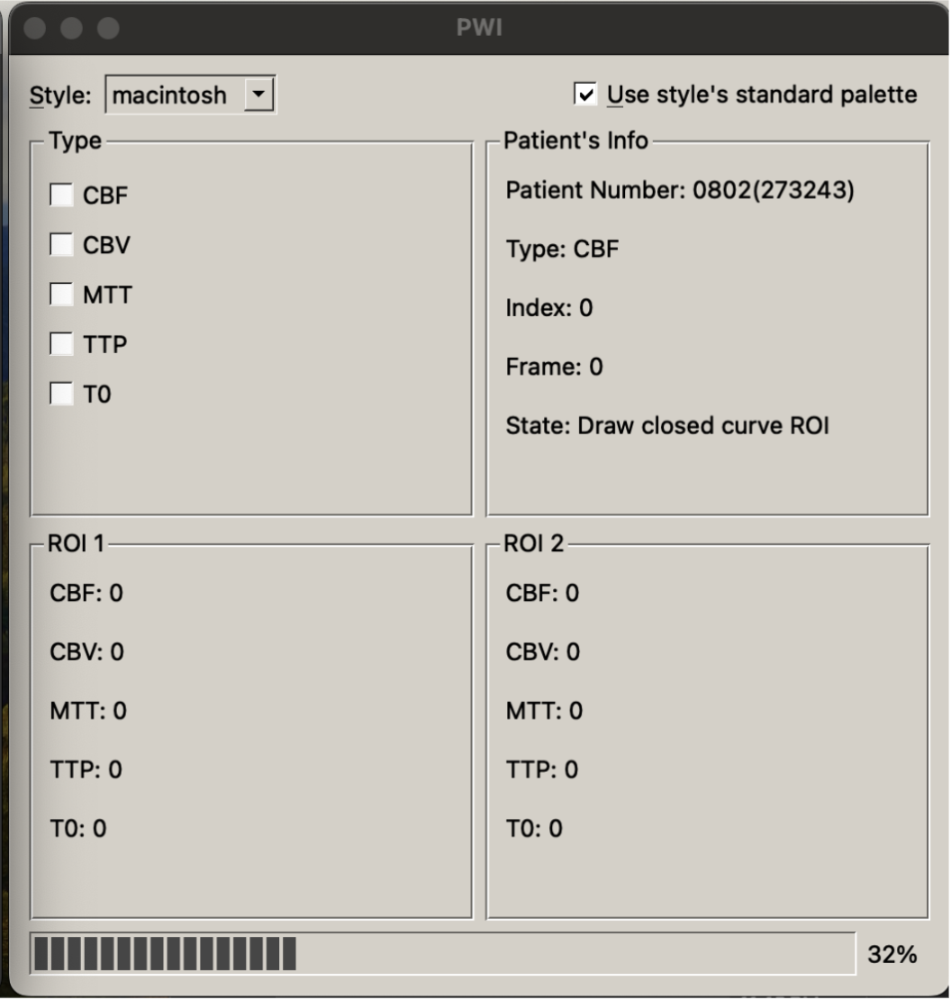 PWI
Style: macintosh
Use style's standard palette
Type
CBF
CBV
MTT
TTP
T0
Patient's Info
Patient Number: 0802(273243)
Type: CBF
Index: 0
Frame: 0
State: Draw closed curve ROI
ROI 1
CBF: 0
CBV: 0
MTT: 0
TTP: 0
T0: 0
ROI 2
CBF: 0
CBV: 0
MTT: 0
TTP: 0
T0: 0
32%